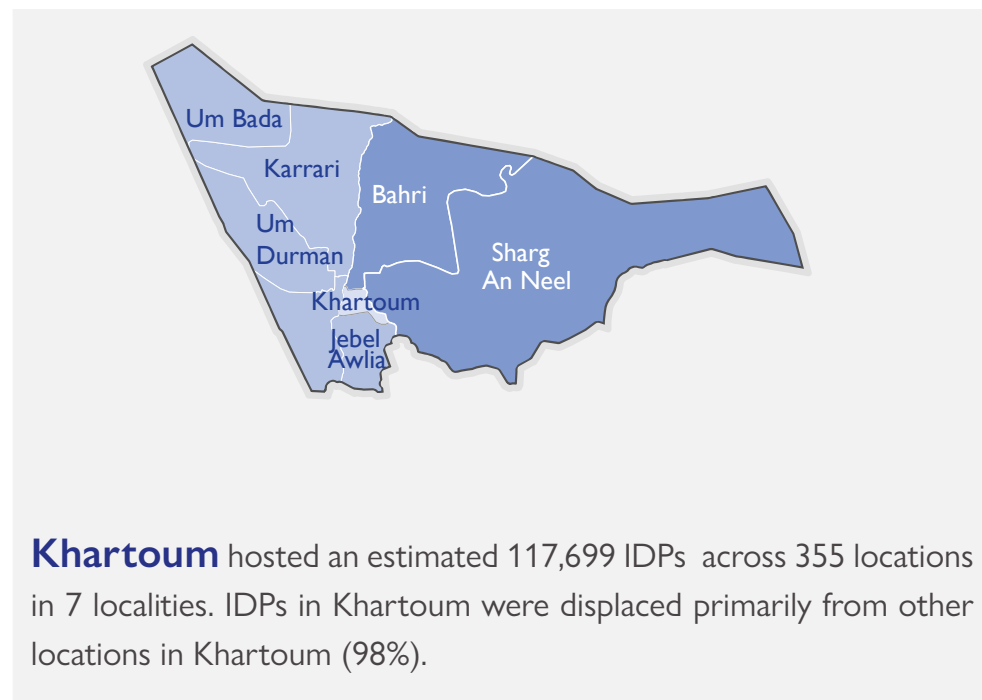 Um Bada
Karrari
Bahri
Um
Durman
Sharg
An Neel
Khartoum
Jebel
Awlia
Khartoum hosted an estimated 117,699 IDPs across 355 locations
in 7 localities. IDPs in Khartoum were displaced primarily from other
locations in Khartoum (98%).